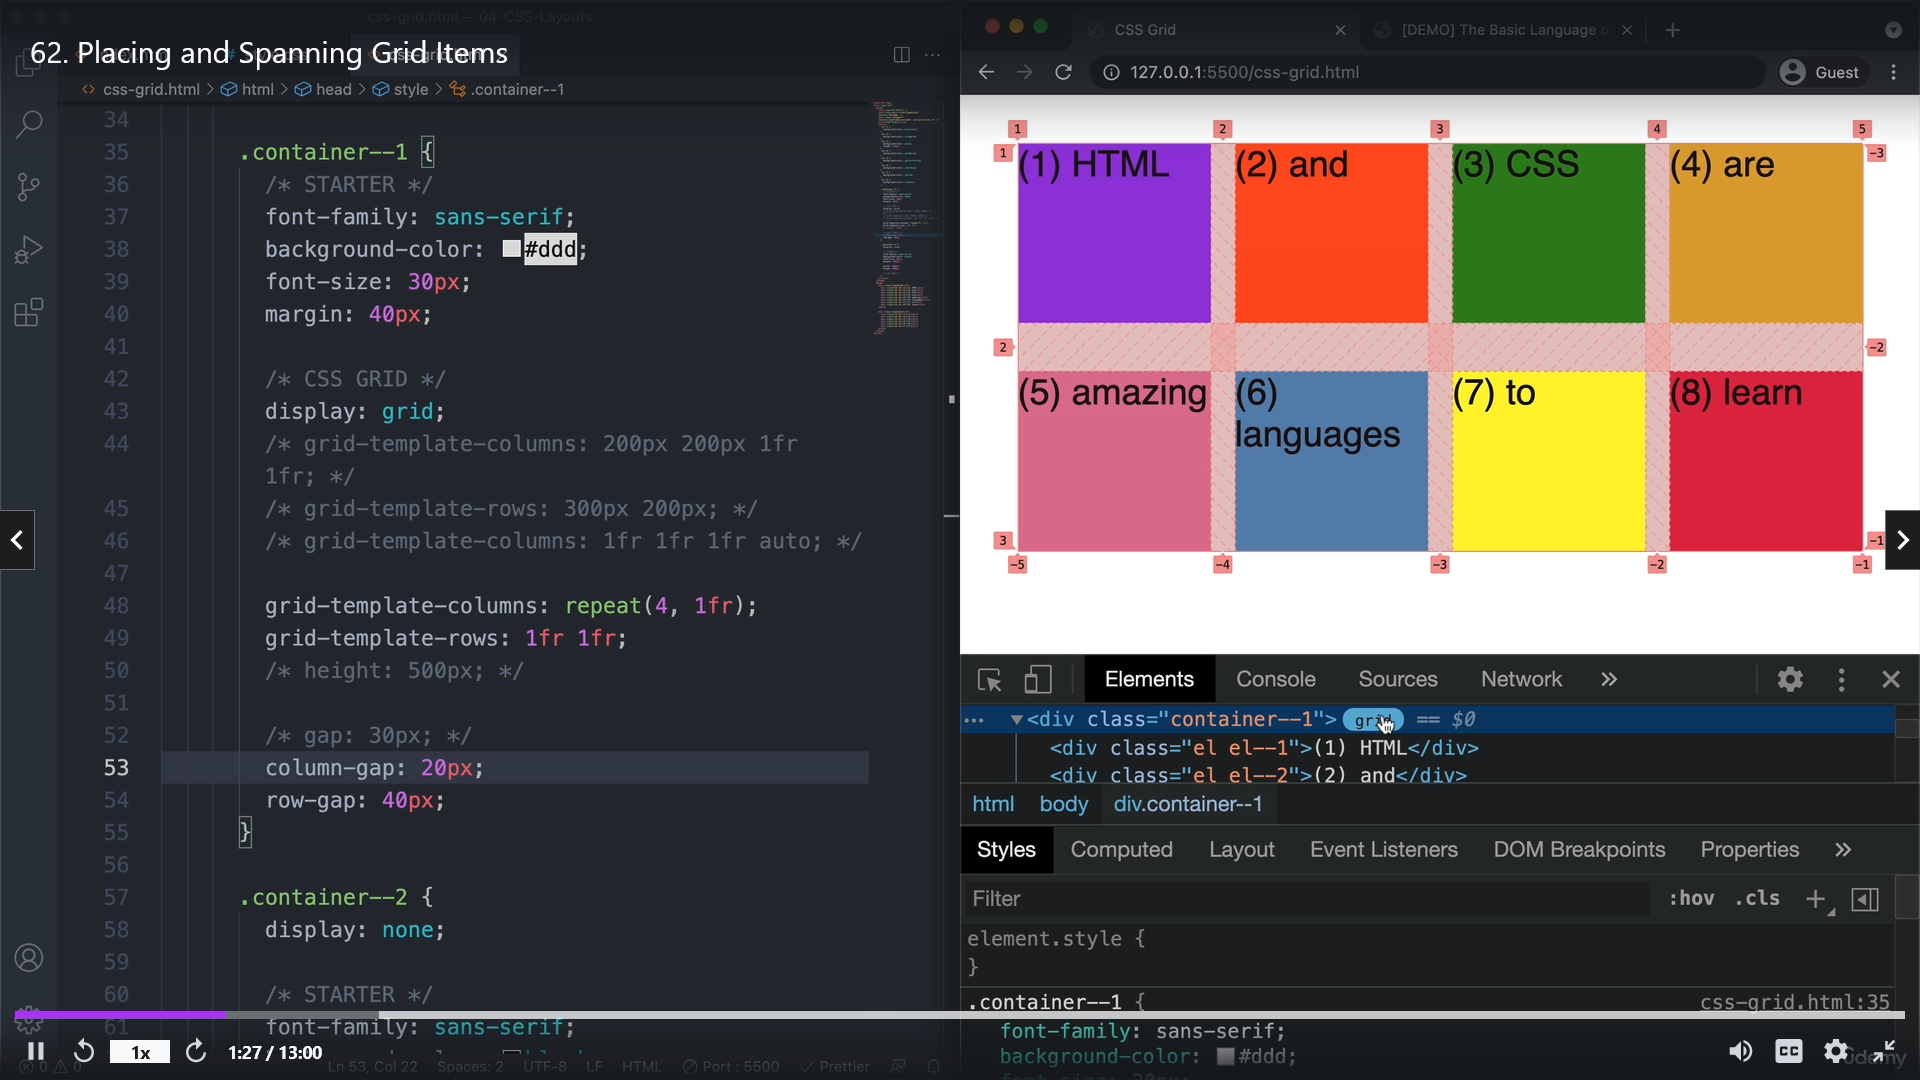 css-grid.html — 04-CSS-Layouts
62. Placing and Spanning Grid Items
css-grid.html > html > head > style > .container--1
34
35 .container--1 {
36 /* STARTER */
37 font-family: sans-serif;
38 background-color: #ddd;
39 font-size: 30px;
40 margin: 40px;
41
42 /* CSS GRID */
43 display: grid;
44 /* grid-template-columns: 200px 200px 1fr
1fr; */
45 /* grid-template-rows: 300px 200px; */
46 /* grid-template-columns: 1fr 1fr 1fr auto; */
47
48 grid-template-columns: repeat(4, 1fr);
49 grid-template-rows: 1fr 1fr;
50 /* height: 500px; */
51
52 /* gap: 30px; */
53 column-gap: 20px;
54 row-gap: 40px;
55 }
56
57 .container--2 {
58 display: none;
59
60 /* STARTER */
61 font-family: sans-serif;
1x 1:27 / 13:00
Ln 53, Col 22 Spaces: 2 UTF-8 LF HTML Port : 5500 Prettier
CSS Grid
[DEMO] The Basic Language o
127.0.0.1:5500/css-grid.html
Guest
1 2 3 4 5
1 -3
(1) HTML (2) and (3) CSS (4) are
2 -2
(5) amazing (6) languages (7) to (8) learn
3 -1
-5 -4 -3 -2 -1
Elements Console Sources Network »
••• ▼<div class="container--1"> grid == $0
<div class="el el--1">(1) HTML</div>
<div class="el el--2">(2) and</div>
html body div.container--1
Styles Computed Layout Event Listeners DOM Breakpoints Properties »
Filter :hov .cls +
element.style {
}
.container--1 { css-grid.html:35
font-family: sans-serif;
background-color: #ddd;
font-size: 30px;
CC
udemy